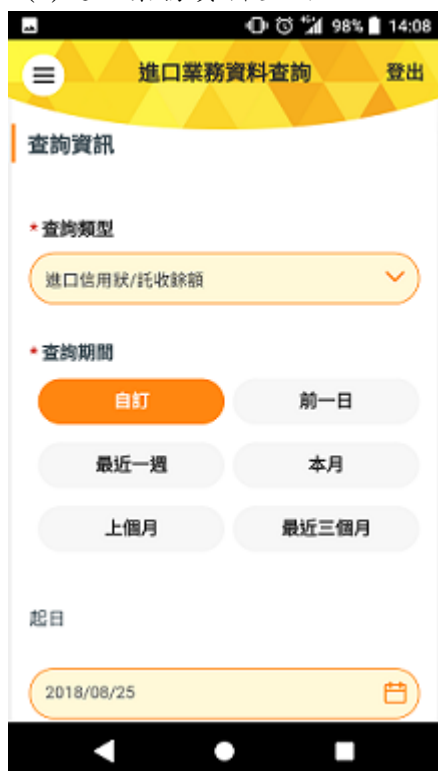 98% 14:08
進口業務資料查詢 登出
查詢資訊
*查詢類型
進口信用狀/託收餘額
*查詢期間
自訂 前一日
最近一週 本月
上個月 最近三個月
起日
2018/08/25